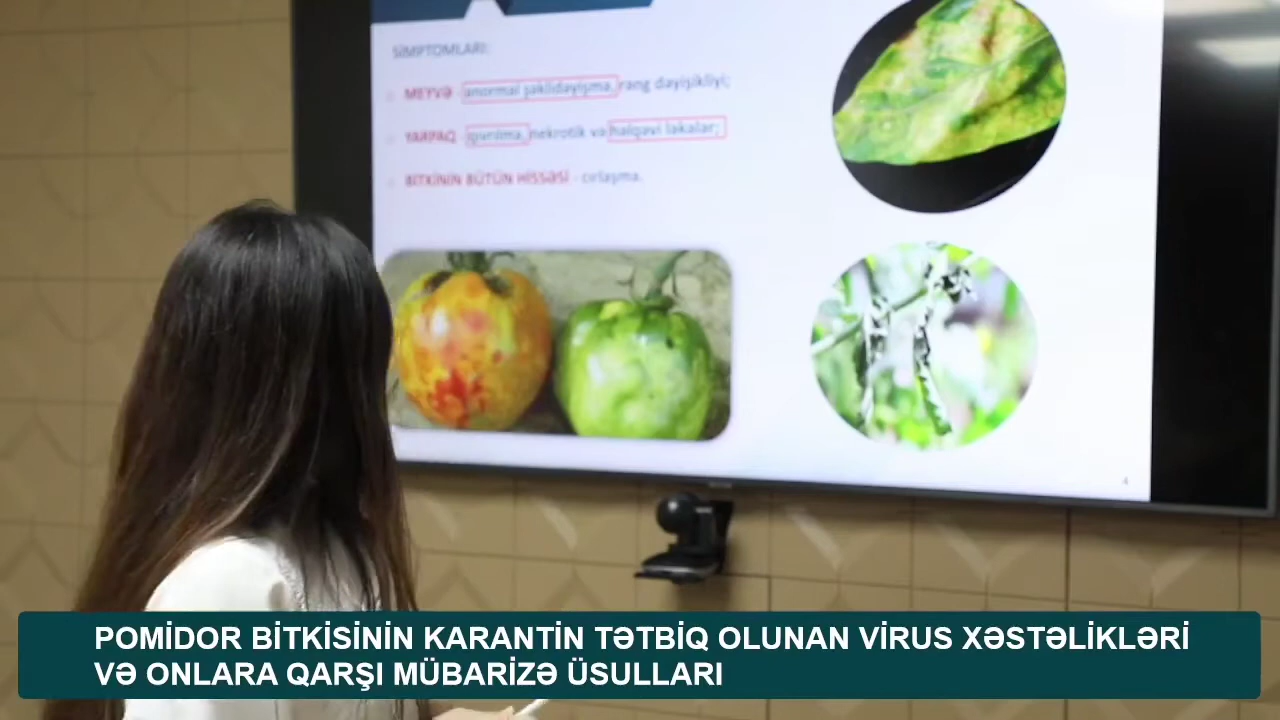 SİMPTOMLARI:
MEYVƏ - anormal şəklidəyişmə, rəng dəyişikliyi;
YARPAQ - qıvrılma, nekrotik və halqavi ləkələr;
BİTKİNİN BÜTÜN HİSSƏSİ - cırlaşma.
4
POMİDOR BİTKİSİNİN KARANTİN TƏTBİQ OLUNAN VİRUS XƏSTƏLİKLƏRİ
VƏ ONLARA QARŞI MÜBARİZƏ ÜSULLARI